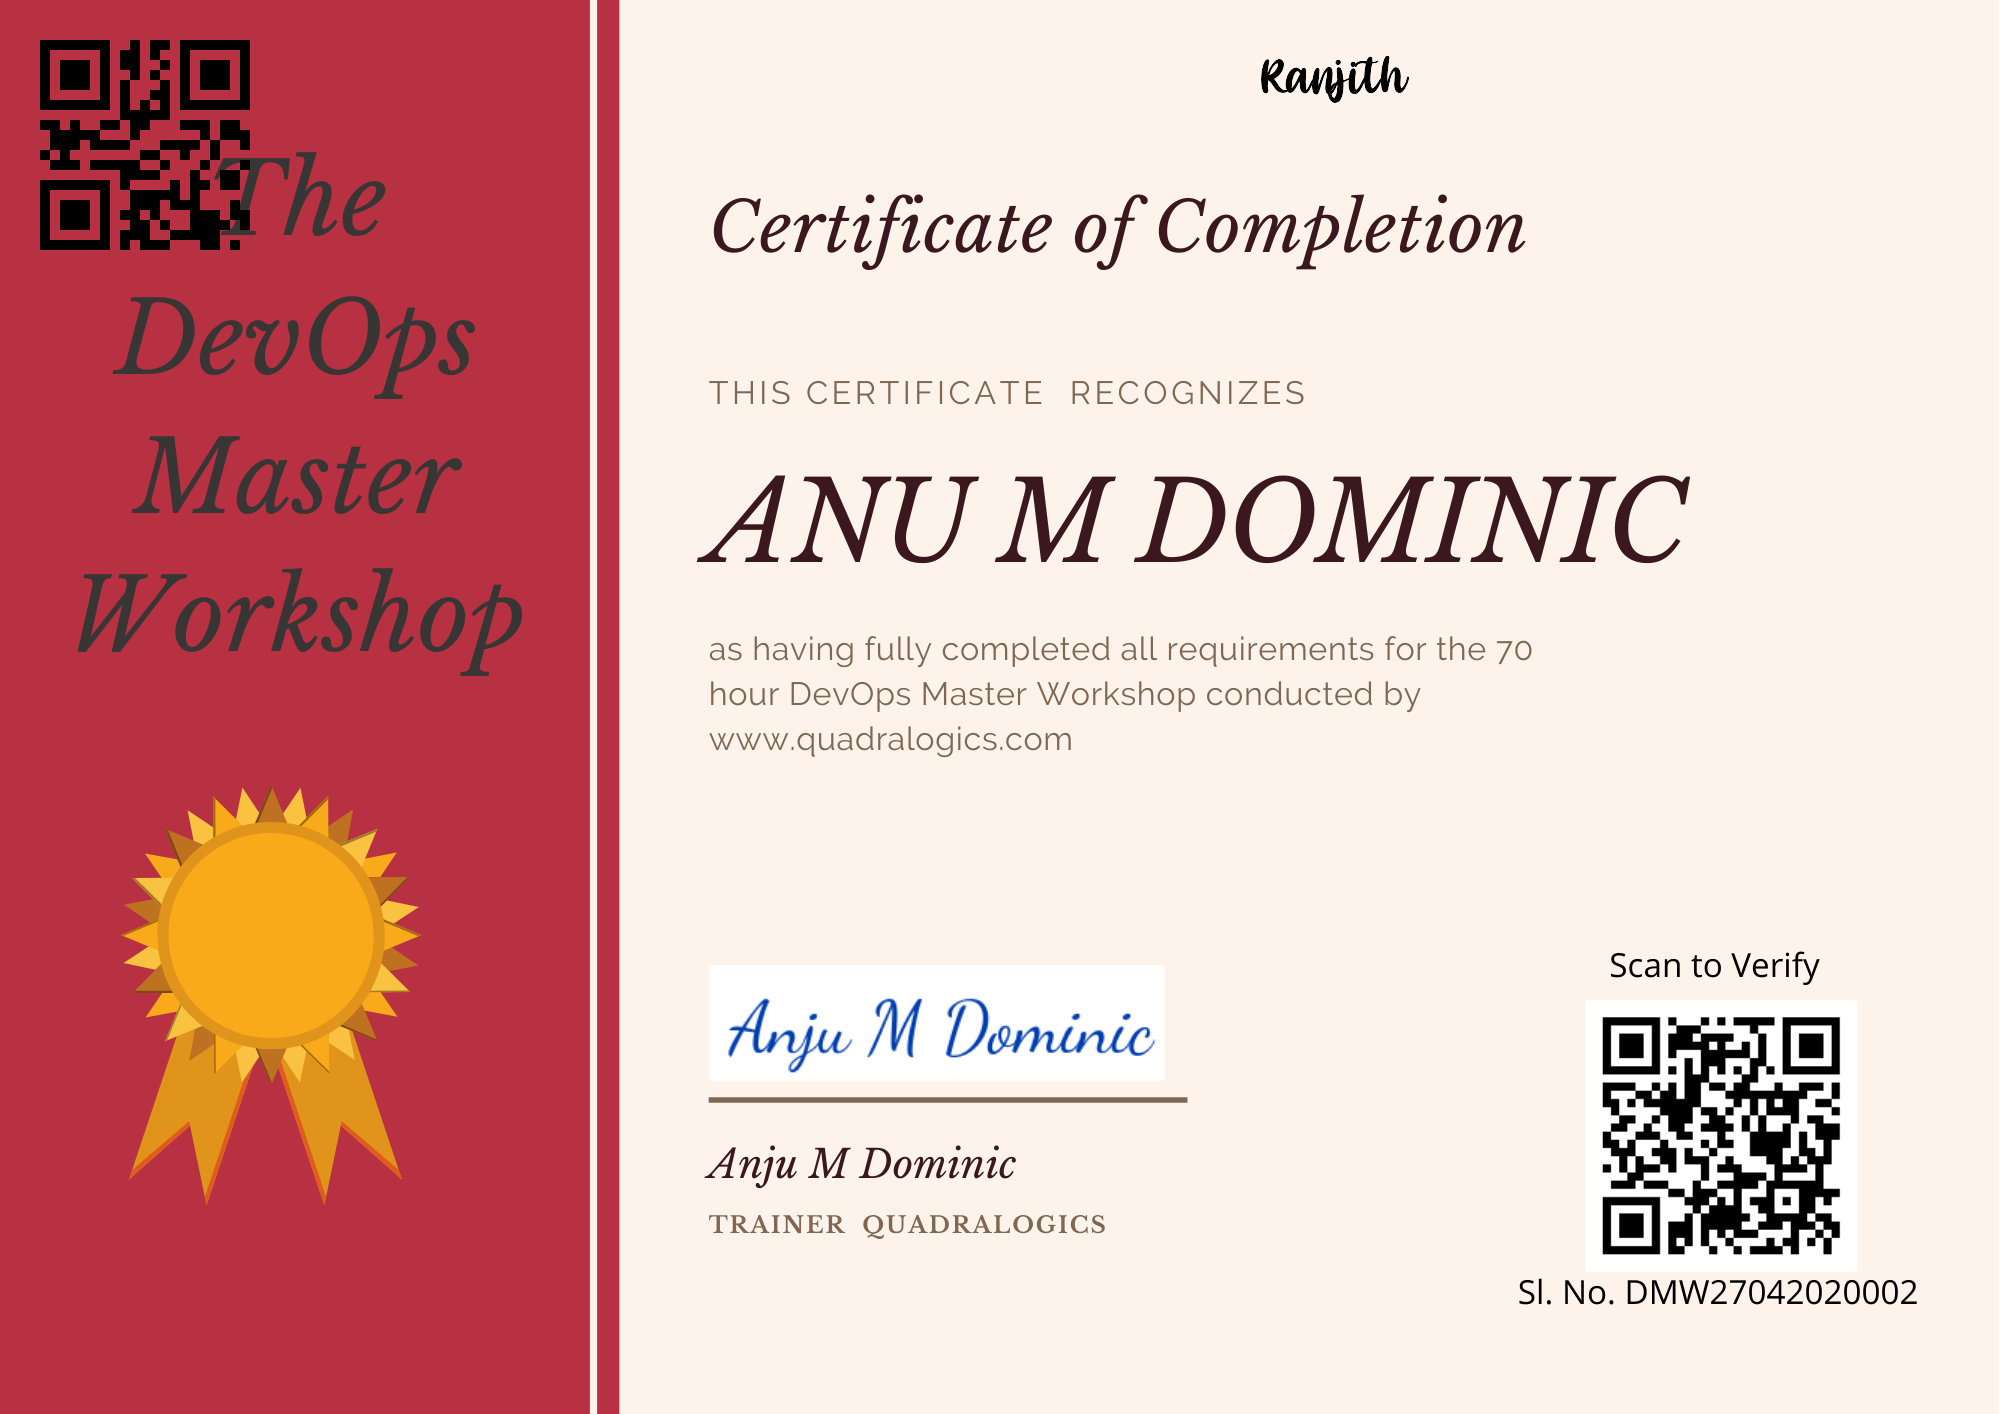 The
DevOps
Master
Workshop
Ranjith
Certificate of Completion
THIS CERTIFICATE RECOGNIZES
ANU M DOMINIC
as having fully completed all requirements for the 70
hour DevOps Master Workshop conducted by
www.quadralogics.com
Anju M Dominic
Anju M Dominic
TRAINER QUADRALOGICS
Scan to Verify
Sl. No. DMW27042020002